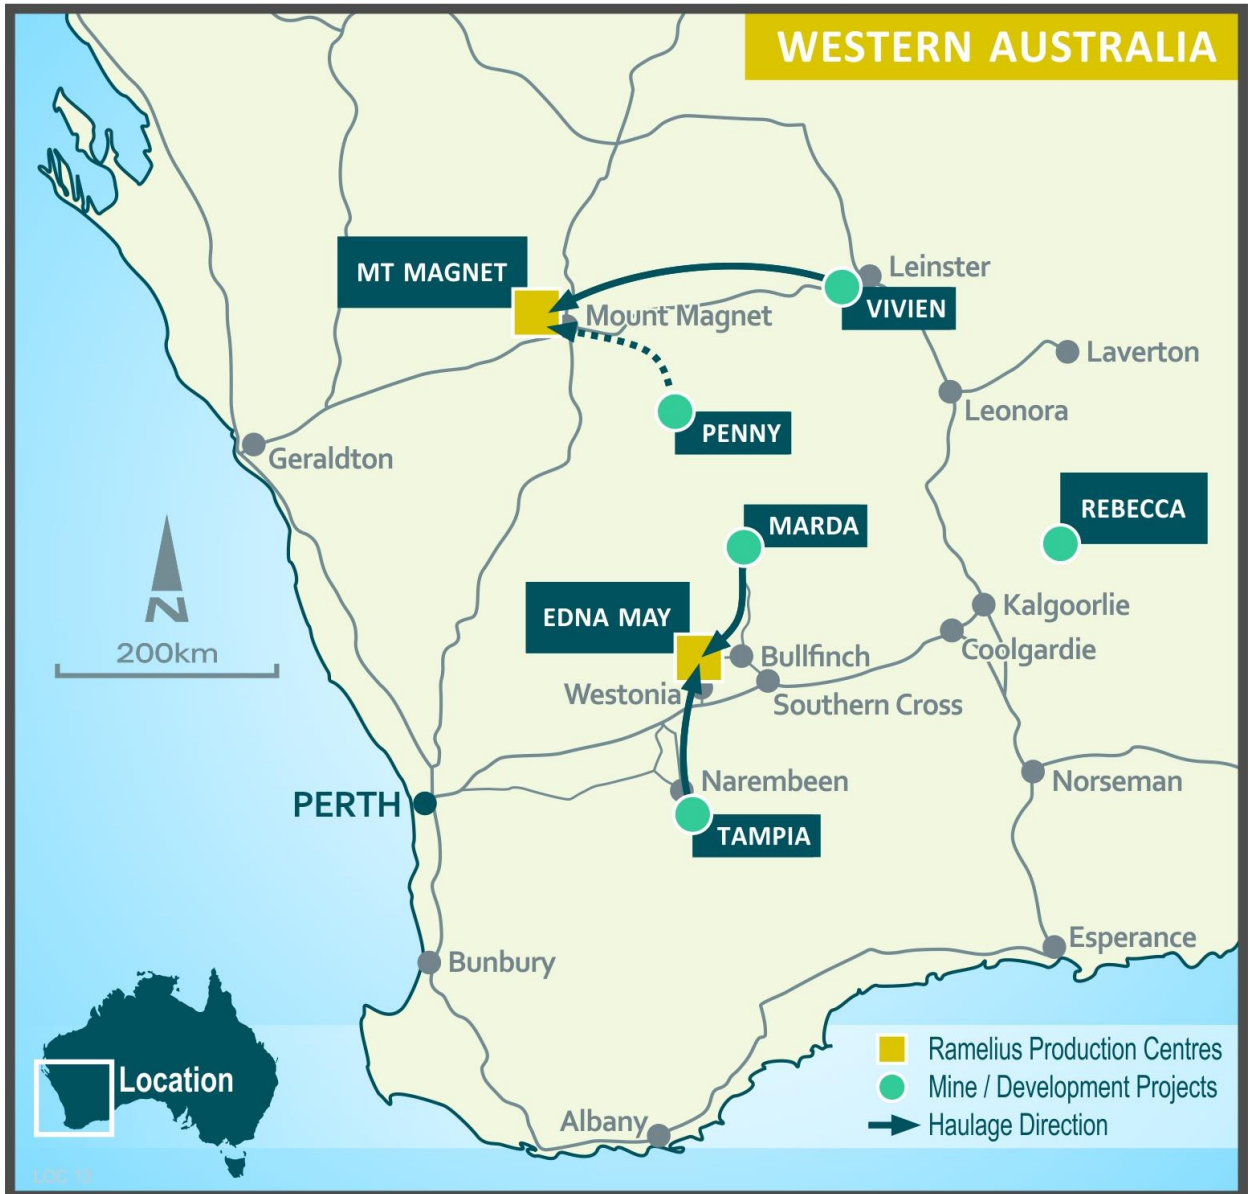 WESTERN AUSTRALIA
MT MAGNET
Leinster
VIVIEN
Mount Magnet
Laverton
Leonora
PENNY
Geraldton
REBECCA
MARDA
N
200km
EDNA MAY
Kalgoorlie
Coolgardie
Bullfinch
Westonia
Southern Cross
Narembeen
Norseman
PERTH
TAMPIA
Esperance
Bunbury
Ramelius Production Centres
Mine / Development Projects
Haulage Direction
Location
Albany